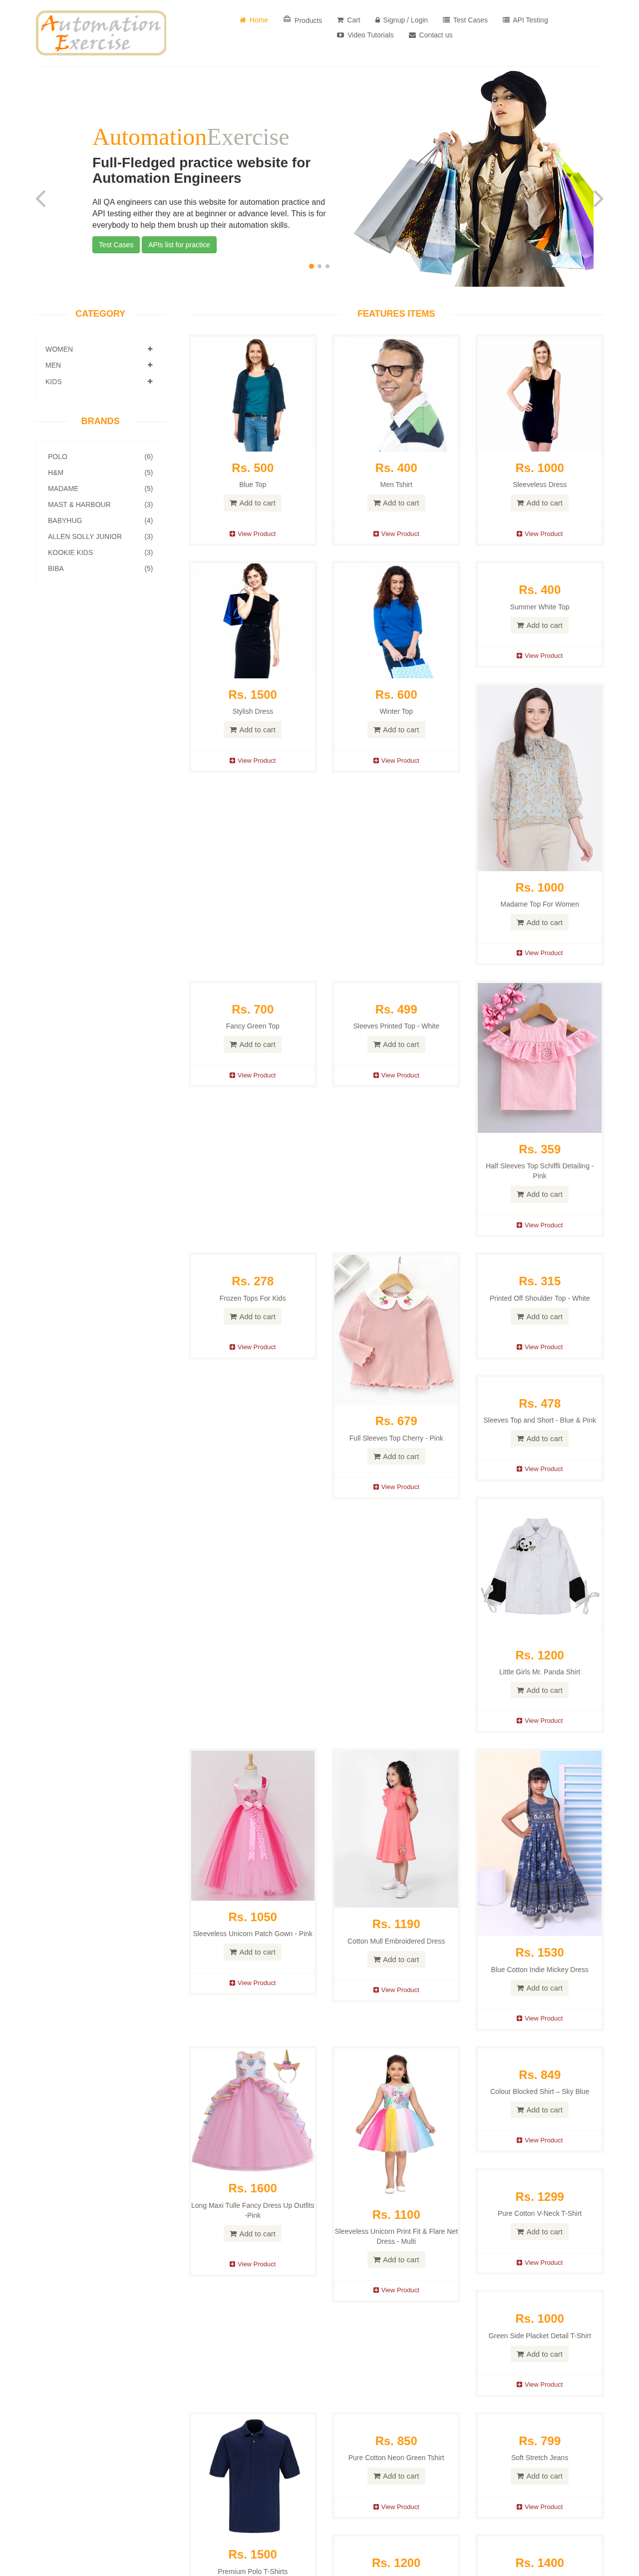 Automation
Exercise
Home
Products
Cart
Signup / Login
Test Cases
API Testing
Video Tutorials
Contact us
AutomationExercise
Full-Fledged practice website for
Automation Engineers
All QA engineers can use this website for automation practice and
API testing either they are at beginner or advance level. This is for
everybody to help them brush up their automation skills.
Test Cases
APIs list for practice
CATEGORY
WOMEN
MEN
KIDS
BRANDS
POLO (6)
H&M (5)
MADAME (5)
MAST & HARBOUR (3)
BABYHUG (4)
ALLEN SOLLY JUNIOR (3)
KOOKIE KIDS (3)
BIBA (5)
FEATURES ITEMS
Rs. 500
Blue Top
Add to cart
View Product
Rs. 400
Men Tshirt
Add to cart
View Product
Rs. 1000
Sleeveless Dress
Add to cart
View Product
Rs. 1500
Stylish Dress
Add to cart
View Product
Rs. 600
Winter Top
Add to cart
View Product
Rs. 400
Summer White Top
Add to cart
View Product
Rs. 1000
Madame Top For Women
Add to cart
View Product
Rs. 700
Fancy Green Top
Add to cart
View Product
Rs. 499
Sleeves Printed Top - White
Add to cart
View Product
Rs. 359
Half Sleeves Top Schiffli Detailing -
Pink
Add to cart
View Product
Rs. 278
Frozen Tops For Kids
Add to cart
View Product
Rs. 679
Full Sleeves Top Cherry - Pink
Add to cart
View Product
Rs. 315
Printed Off Shoulder Top - White
Add to cart
View Product
Rs. 478
Sleeves Top and Short - Blue & Pink
Add to cart
View Product
Rs. 1200
Little Girls Mr. Panda Shirt
Add to cart
View Product
Rs. 1050
Sleeveless Unicorn Patch Gown - Pink
Add to cart
View Product
Rs. 1190
Cotton Mull Embroidered Dress
Add to cart
View Product
Rs. 1530
Blue Cotton Indie Mickey Dress
Add to cart
View Product
Rs. 1600
Long Maxi Tulle Fancy Dress Up Outfits
-Pink
Add to cart
View Product
Rs. 1100
Sleeveless Unicorn Print Fit & Flare Net
Dress - Multi
Add to cart
View Product
Rs. 849
Colour Blocked Shirt – Sky Blue
Add to cart
View Product
Rs. 1299
Pure Cotton V-Neck T-Shirt
Add to cart
View Product
Rs. 1000
Green Side Placket Detail T-Shirt
Add to cart
View Product
Rs. 1500
Premium Polo T-Shirts
Rs. 850
Pure Cotton Neon Green Tshirt
Add to cart
View Product
Rs. 799
Soft Stretch Jeans
Add to cart
View Product
Rs. 1200
Rs. 1400